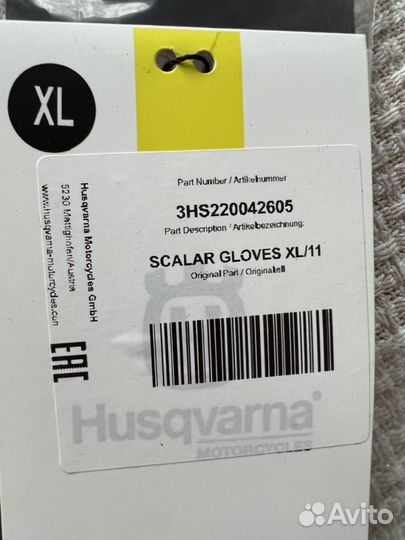 XL
Part Number / Artikelnummer
3HS220042605
Part Description / Artikelbezeichnung:
SCALAR GLOVES XL/11
Original Part / Originalteil
Husqvarna Motorcycles GmbH
5230 Mattighofen/Austria
www.husqvarna-motorcycles.com
EAC
Husqvarna
MOTORCYCLES
Avito